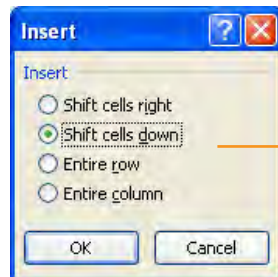 Insert
Insert
Shift cells right
Shift cells down
Entire row
Entire column
OK
Cancel